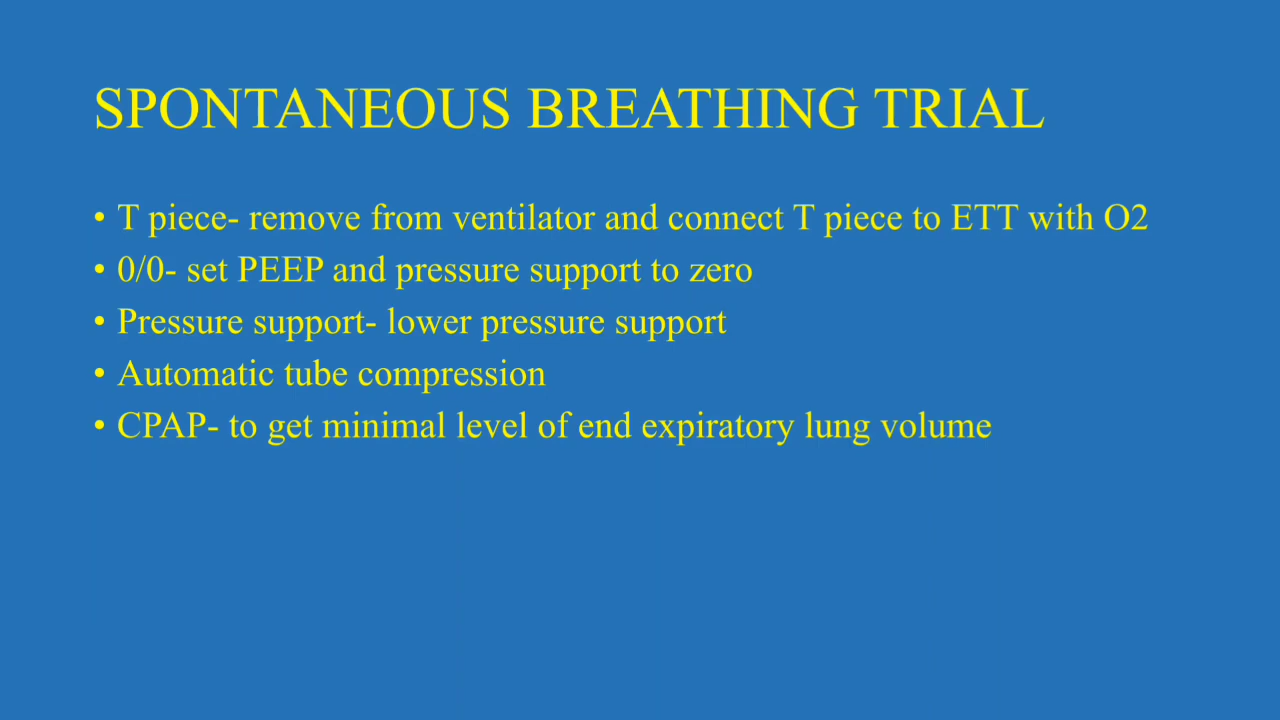 SPONTANEOUS BREATHING TRIAL
• T piece- remove from ventilator and connect T piece to ETT with O2
• 0/0- set PEEP and pressure support to zero
• Pressure support- lower pressure support
• Automatic tube compression
• CPAP- to get minimal level of end expiratory lung volume